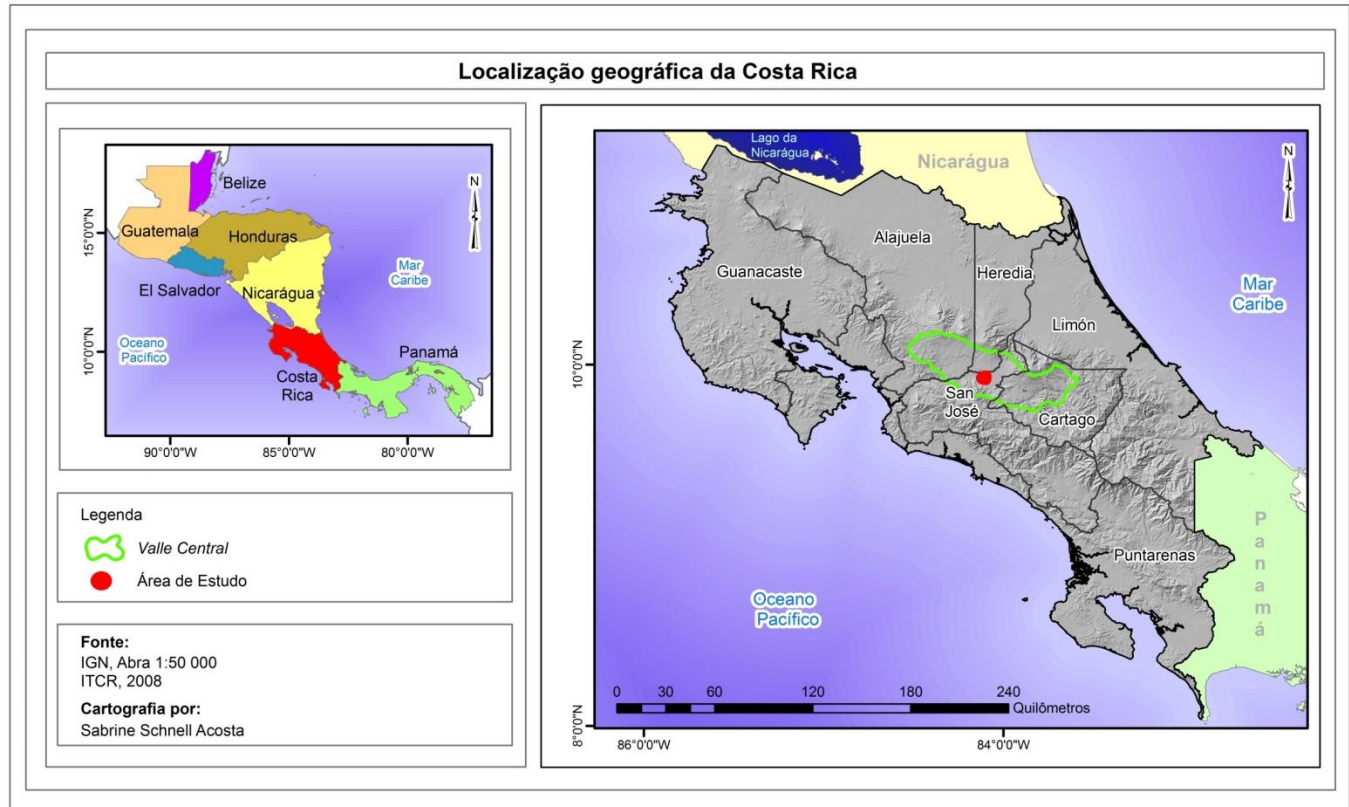 Localização geográfica da Costa Rica
N
Belize
Guatemala
Honduras
El Salvador
Nicarágua
Mar
Caribe
Oceano
Pacífico
Costa
Rica
Panamá
15°0'0"N
10°0'0"N
90°0'0"W
85°0'0"W
80°0'0"W
Legenda
Valle Central
Área de Estudo
Fonte:
IGN, Abra 1:50 000
ITCR, 2008
Cartografia por:
Sabrine Schnell Acosta
Lago da
Nicarágua
Nicarágua
N
Alajuela
Guanacaste
Heredia
Limón
Mar
Caribe
San
José
Cartago
Puntarenas
Panamá
Oceano
Pacífico
0 30 60 120 180 240
Quilômetros
10°0'0"N
8°0'0"N
86°0'0"W
84°0'0"W